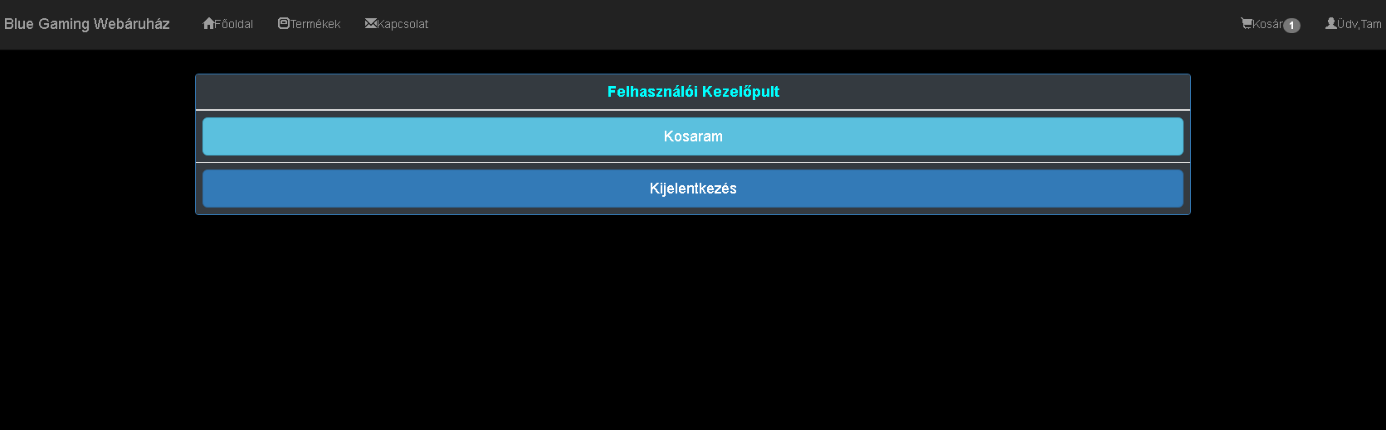 Blue Gaming Webáruház Főoldal Termékek Kapcsolat Kosár 1 Üdv,Tam
Felhasználói Kezelőpult
Kosaram
Kijelentkezés